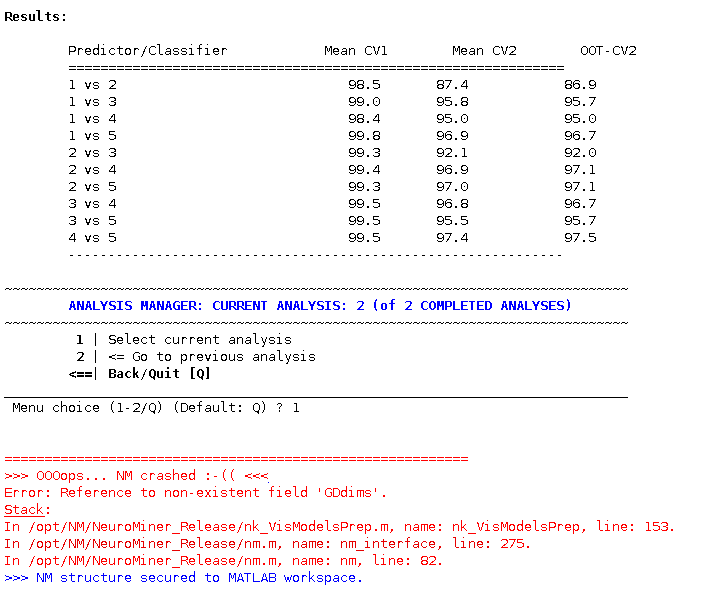 Results:
Predictor/Classifier Mean CV1 Mean CV2 OOT-CV2
==============================================================
1 vs 2 98.5 87.4 86.9
1 vs 3 99.0 95.8 95.7
1 vs 4 98.4 95.0 95.0
1 vs 5 99.8 96.9 96.7
2 vs 3 99.3 92.1 92.0
2 vs 4 99.4 96.9 97.1
2 vs 5 99.3 97.0 97.1
3 vs 4 99.5 96.8 96.7
3 vs 5 99.5 95.5 95.7
4 vs 5 99.5 97.4 97.5
--------------------------------------------------------------
~~~~~~~~~~~~~~~~~~~~~~~~~~~~~~~~~~~~~~~~~~~~~~~~~~~~~~~~~~~~~~~~~~~~~~~~~~~~~~
ANALYSIS MANAGER: CURRENT ANALYSIS: 2 (of 2 COMPLETED ANALYSES)
~~~~~~~~~~~~~~~~~~~~~~~~~~~~~~~~~~~~~~~~~~~~~~~~~~~~~~~~~~~~~~~~~~~~~~~~~~~~~~
1 | Select current analysis
2 | <= Go to previous analysis
<==| Back/Quit [Q]
______________________________________________________________________________
Menu choice (1-2/Q) (Default: Q) ? 1
==========================================================
>>> OOOops... NM crashed :-(( <<<
Error: Reference to non-existent field 'GDdims'.
Stack:
In /opt/NM/NeuroMiner_Release/nk_VisModelsPrep.m, name: nk_VisModelsPrep, line: 153.
In /opt/NM/NeuroMiner_Release/nm.m, name: nm_interface, line: 275.
In /opt/NM/NeuroMiner_Release/nm.m, name: nm, line: 82.
>>> NM structure secured to MATLAB workspace.